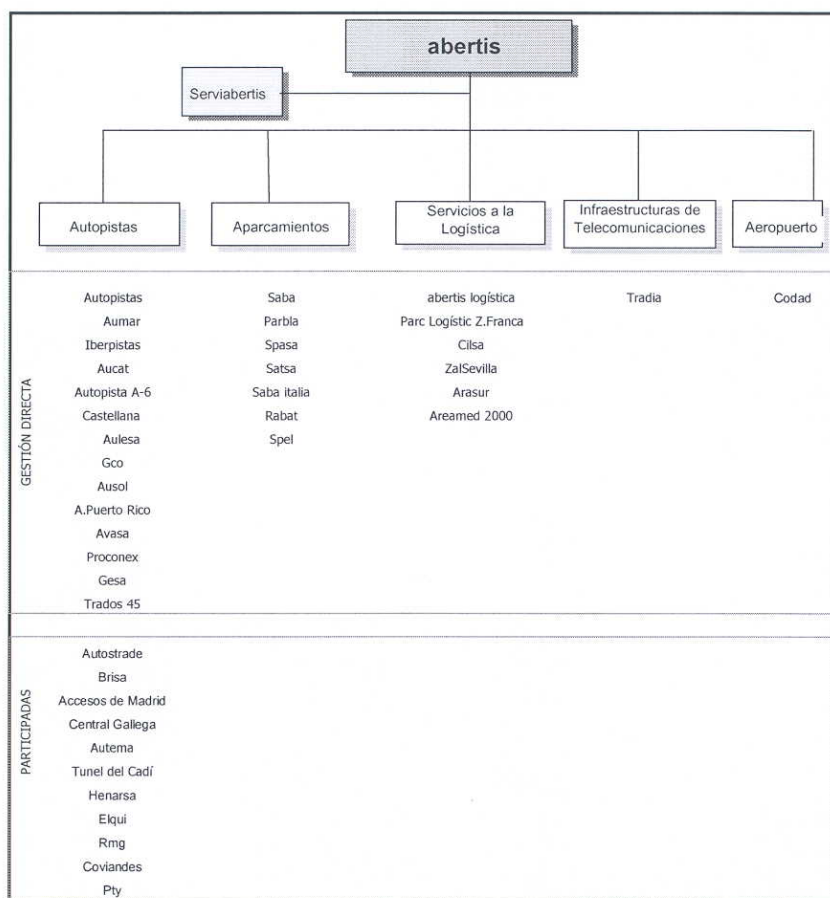 abertis
Serviabertis
Autopistas
Aparcamientos
Servicios a la
Logística
Infraestructuras de
Telecomunicaciones
Aeropuerto
GESTIÓN DIRECTA
Autopistas
Aumar
Iberpistas
Aucat
Autopista A-6
Castellana
Aulesa
Gco
Ausol
A.Puerto Rico
Avasa
Proconex
Gesa
Trados 45
Saba
Parbla
Spasa
Satsa
Saba italia
Rabat
Spel
abertis logística
Parc Logístic Z.Franca
Cilsa
ZalSevilla
Arasur
Areamed 2000
Tradia
Codad
PARTICIPADAS
Autostrade
Brisa
Accesos de Madrid
Central Gallega
Autema
Tunel del Cadí
Henarsa
Elqui
Rmg
Coviandes
Pty